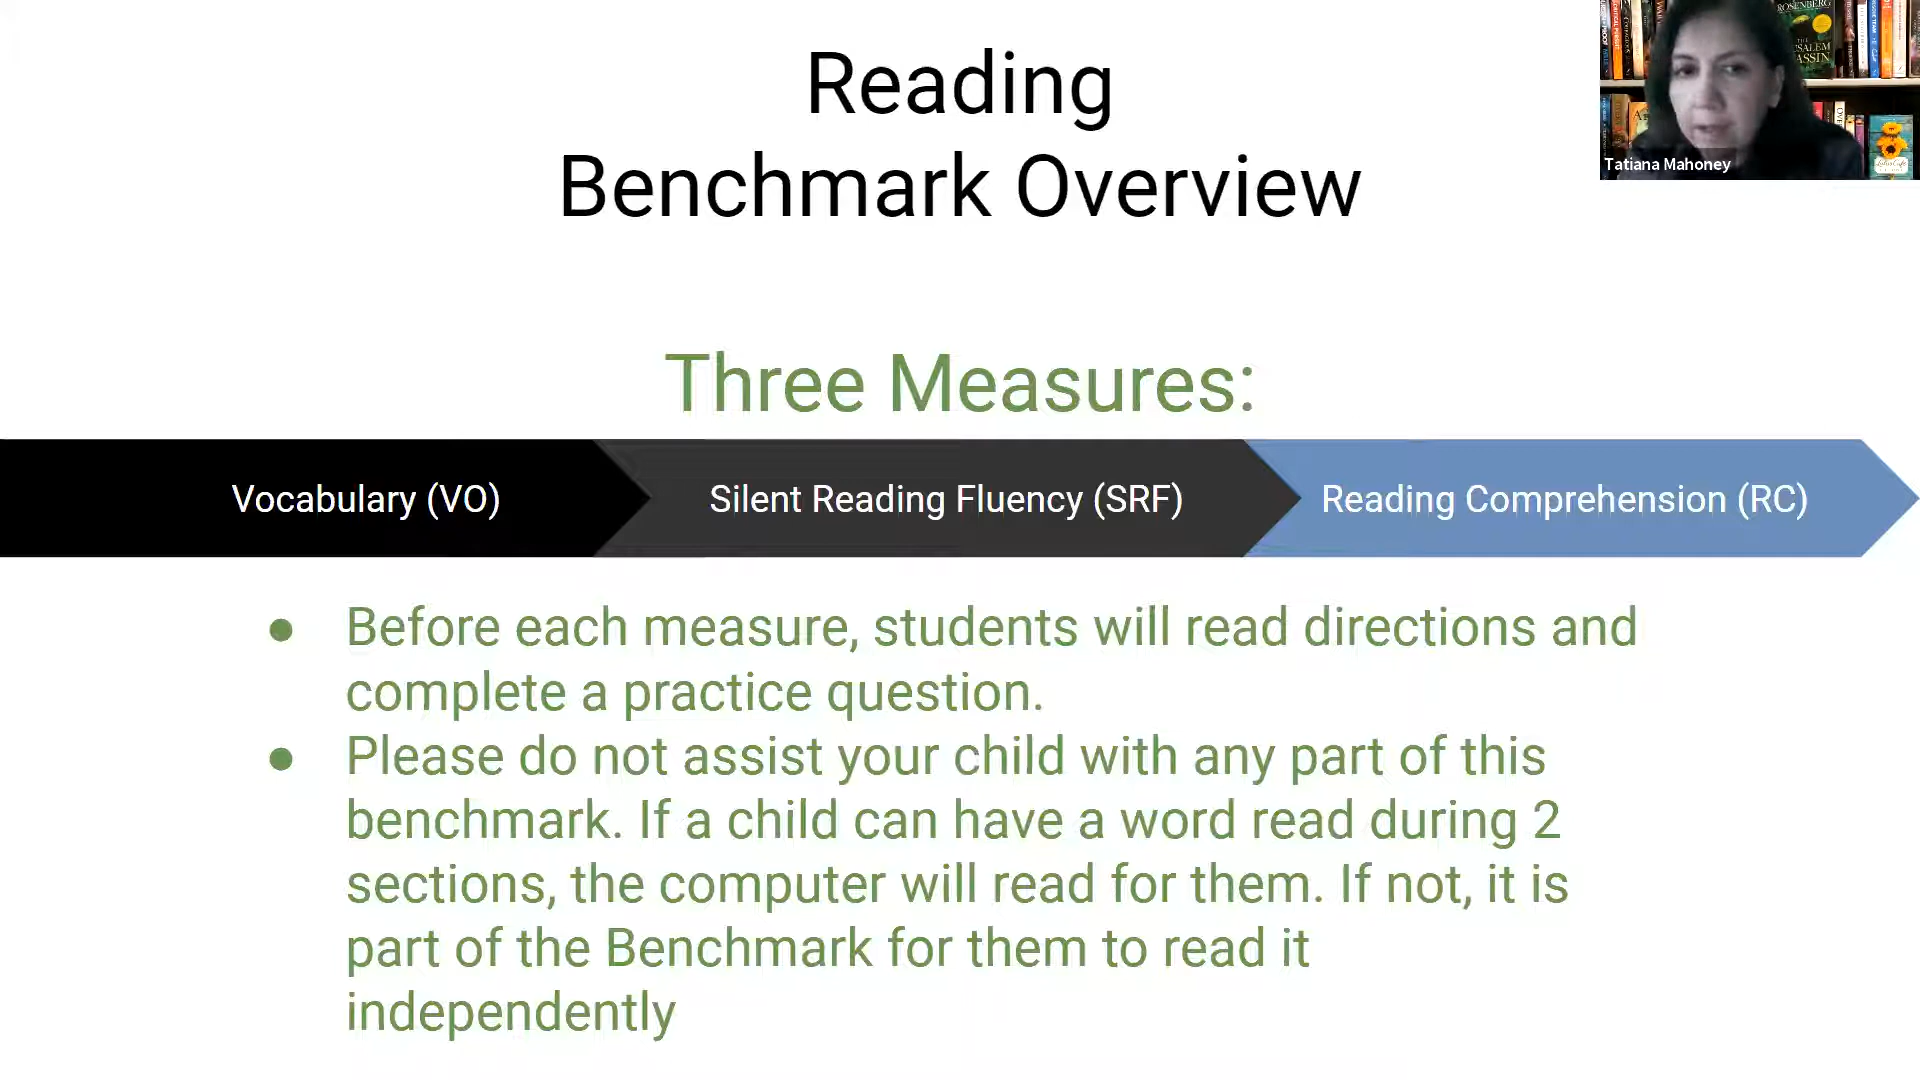 Reading
Benchmark Overview
ROSENBERG
THE
ASSIN
Tatiana Mahoney
Three Measures:
Vocabulary (VO)
Silent Reading Fluency (SRF)
Reading Comprehension (RC)
● Before each measure, students will read directions and
complete a practice question.
● Please do not assist your child with any part of this
benchmark. If a child can have a word read during 2
sections, the computer will read for them. If not, it is
part of the Benchmark for them to read it
independently